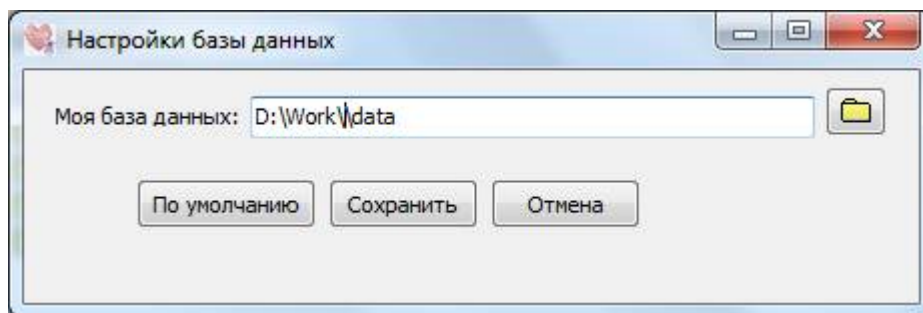 Настройки базы данных
Моя база данных: D:\Work\\data
По умолчанию Сохранить Отмена